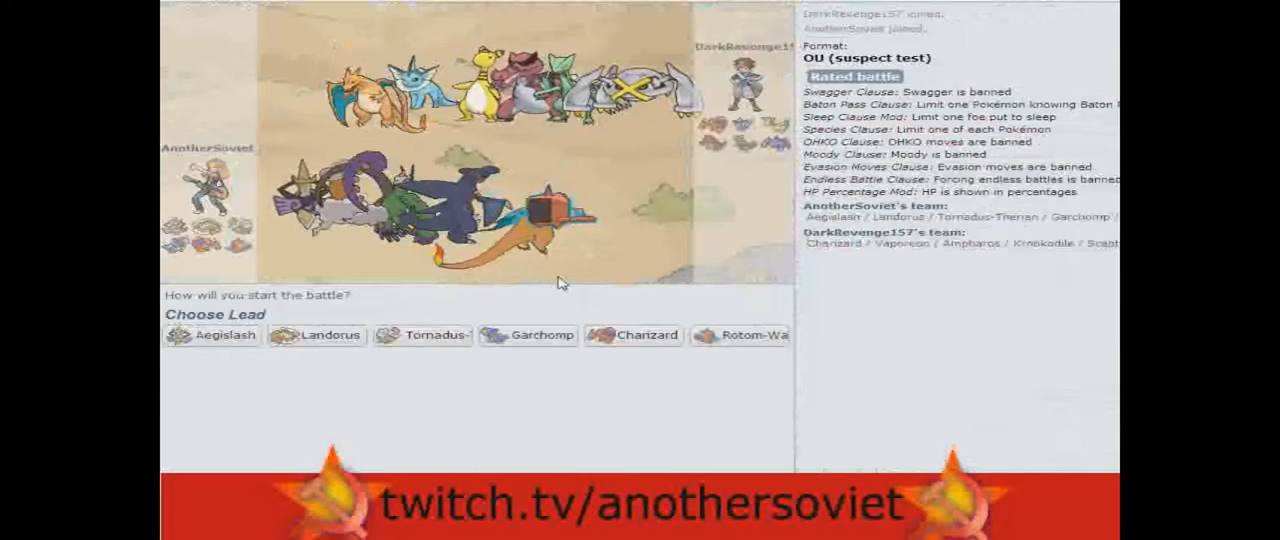 DarkRevenge157 joined.
AnotherSoviet joined.
Format:
OU (suspect test)
Rated battle
Swagger Clause: Swagger is banned
Baton Pass Clause: Limit one Pokémon knowing Baton
Sleep Clause Mod: Limit one foe put to sleep
Species Clause: Limit one of each Pokémon
OHKO Clause: OHKO moves are banned
Moody Clause: Moody is banned
Evasion Moves Clause: Evasion moves are banned
Endless Battle Clause: Forcing endless battles is banned
HP Percentage Mod: HP is shown in percentages
AnotherSoviet's team:
Aegislash / Landorus / Tornadus-Therian / Garchomp /
DarkRevenge157's team:
Charizard / Vaporeon / Ampharos / Krookodile / Scept
DarkRevenge15
AnotherSoviet
How will you start the battle?
Choose Lead
Aegislash Landorus Tornadus- Garchomp Charizard Rotom-Wa
twitch.tv/anothersoviet